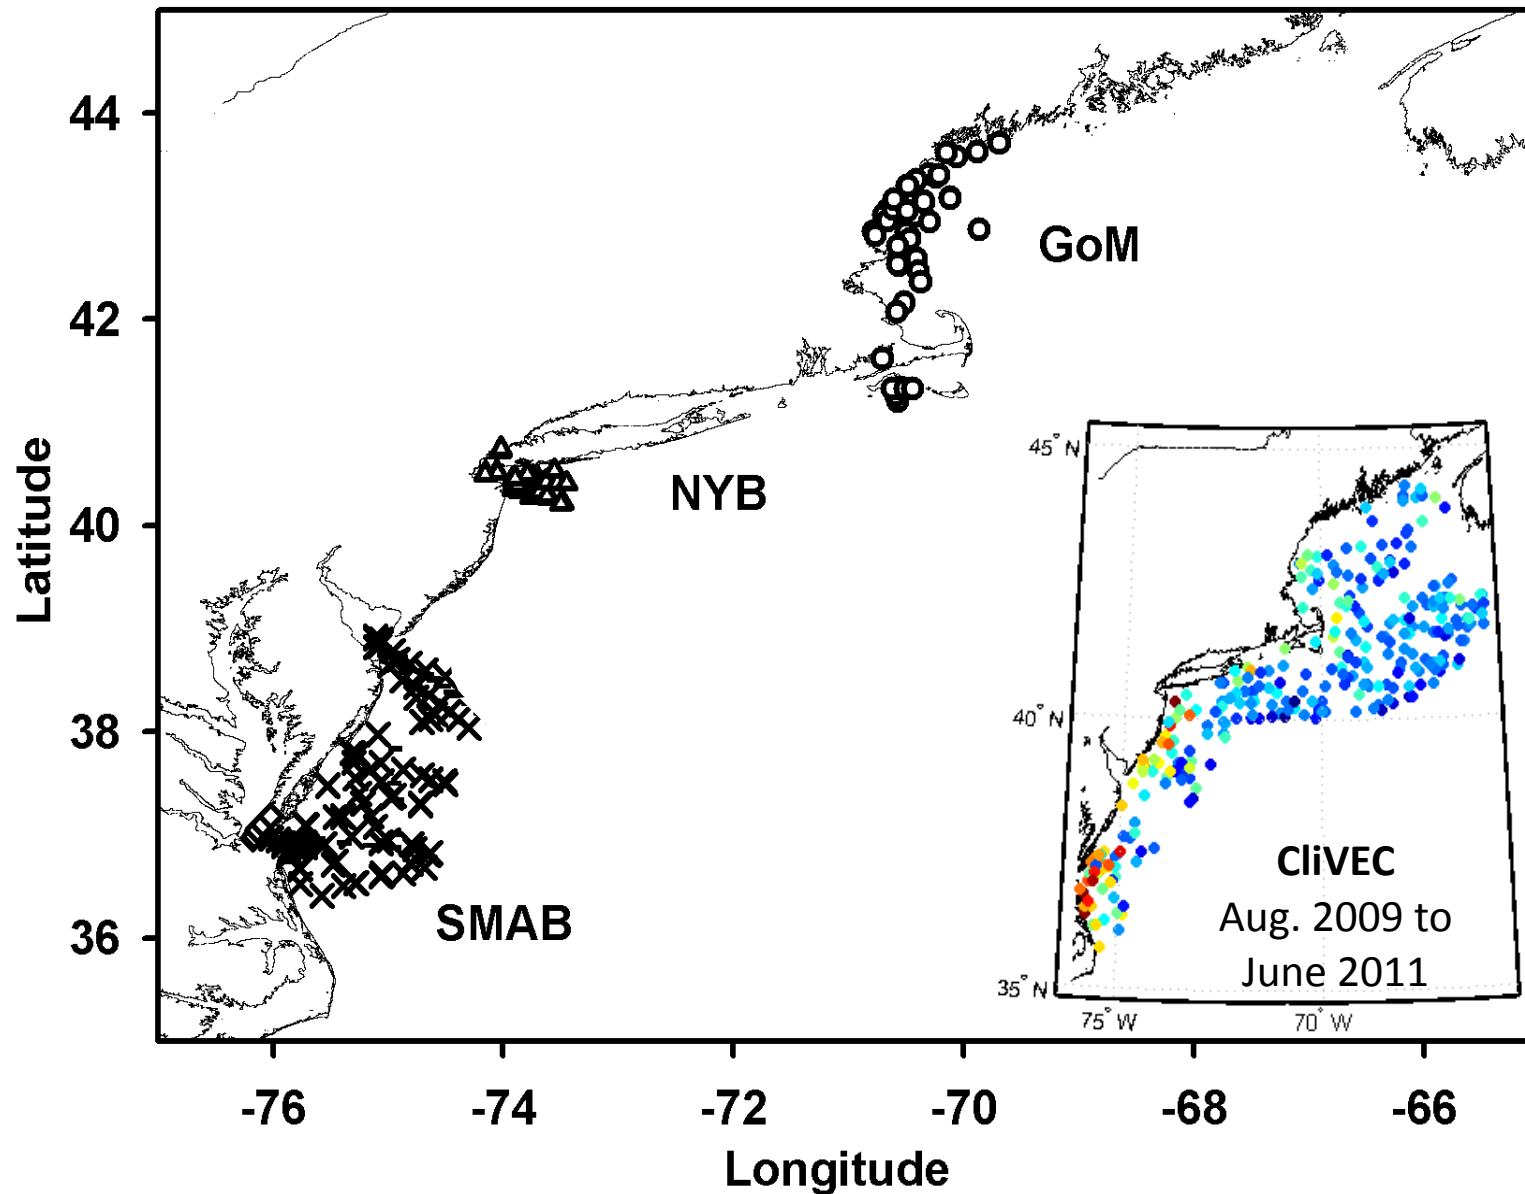 44
42
40
38
36
Latitude
GoM
NYB
SMAB
45° N
40° N
35° N
75° W
70° W
CliVEC
Aug. 2009 to
June 2011
-76
-74
-72
-70
-68
-66
Longitude